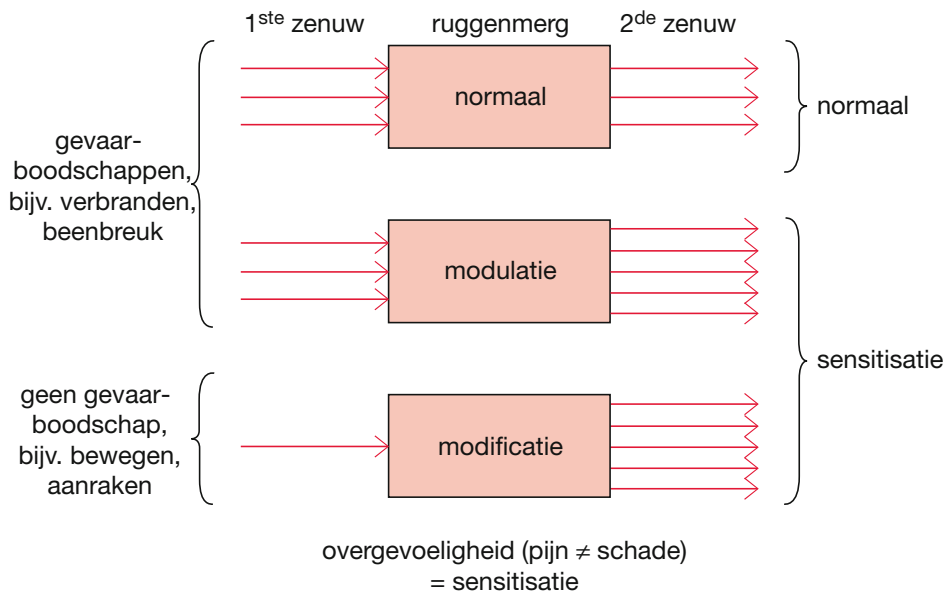 1ste zenuw
ruggenmerg
2de zenuw
normaal
normaal
gevaar-
boodschappen,
bijv. verbranden,
beenbreuk
modulatie
sensitisatie
geen gevaar-
boodschap,
bijv. bewegen,
aanraken
modificatie
overgevoeligheid (pijn ≠ schade)
= sensitisatie